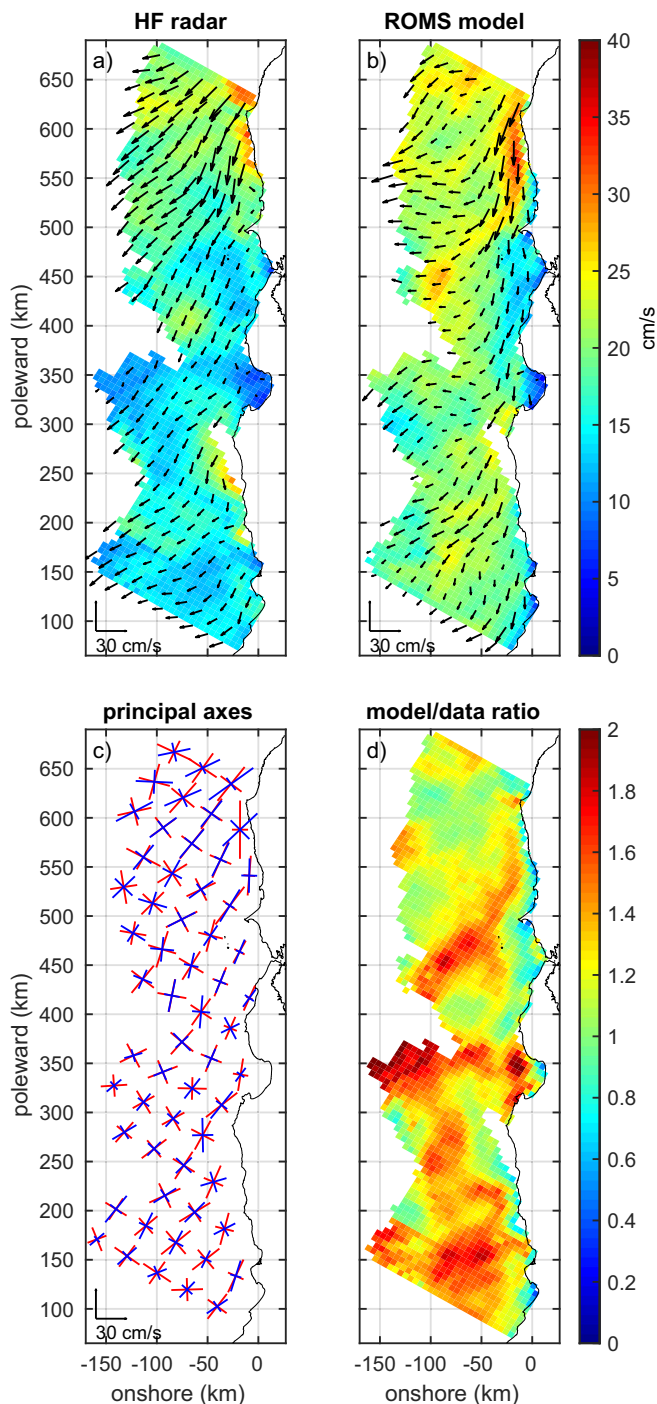 HF radar
ROMS model
a)
b)
650
600
550
500
450
400
350
300
250
200
150
100
poleward (km)
30 cm/s
30 cm/s
40
35
30
25
20
15
10
5
0
cm/s
principal axes
model/data ratio
c)
d)
650
600
550
500
450
400
350
300
250
200
150
100
poleward (km)
30 cm/s
-150 -100 -50 0
onshore (km)
-150 -100 -50 0
onshore (km)
2
1.8
1.6
1.4
1.2
1
0.8
0.6
0.4
0.2
0